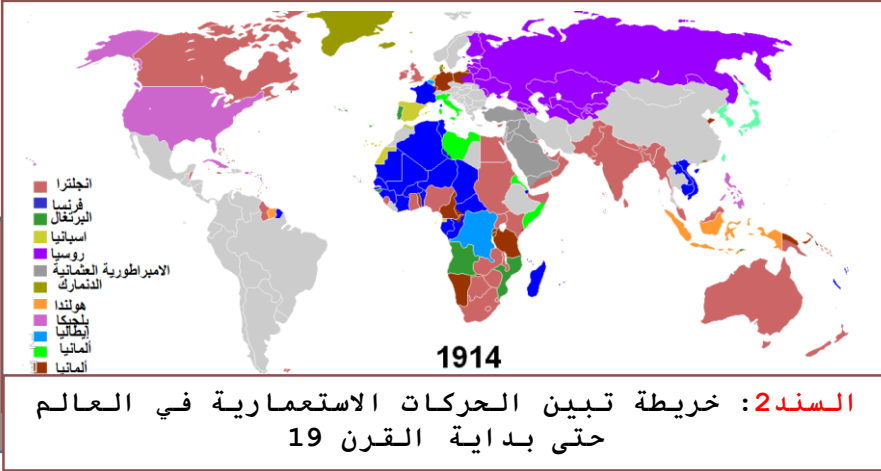 انجلترا
فرنسا
البرتغال
اسبانيا
روسيا
الامبراطورية العثمانية
الدنمارك
هولندا
بلجيكا
إيطاليا
ألمانيا
ألمانيا
1914
السند2: خريطة تبين الحركات الاستعمارية في العالم
حتى بداية القرن 19